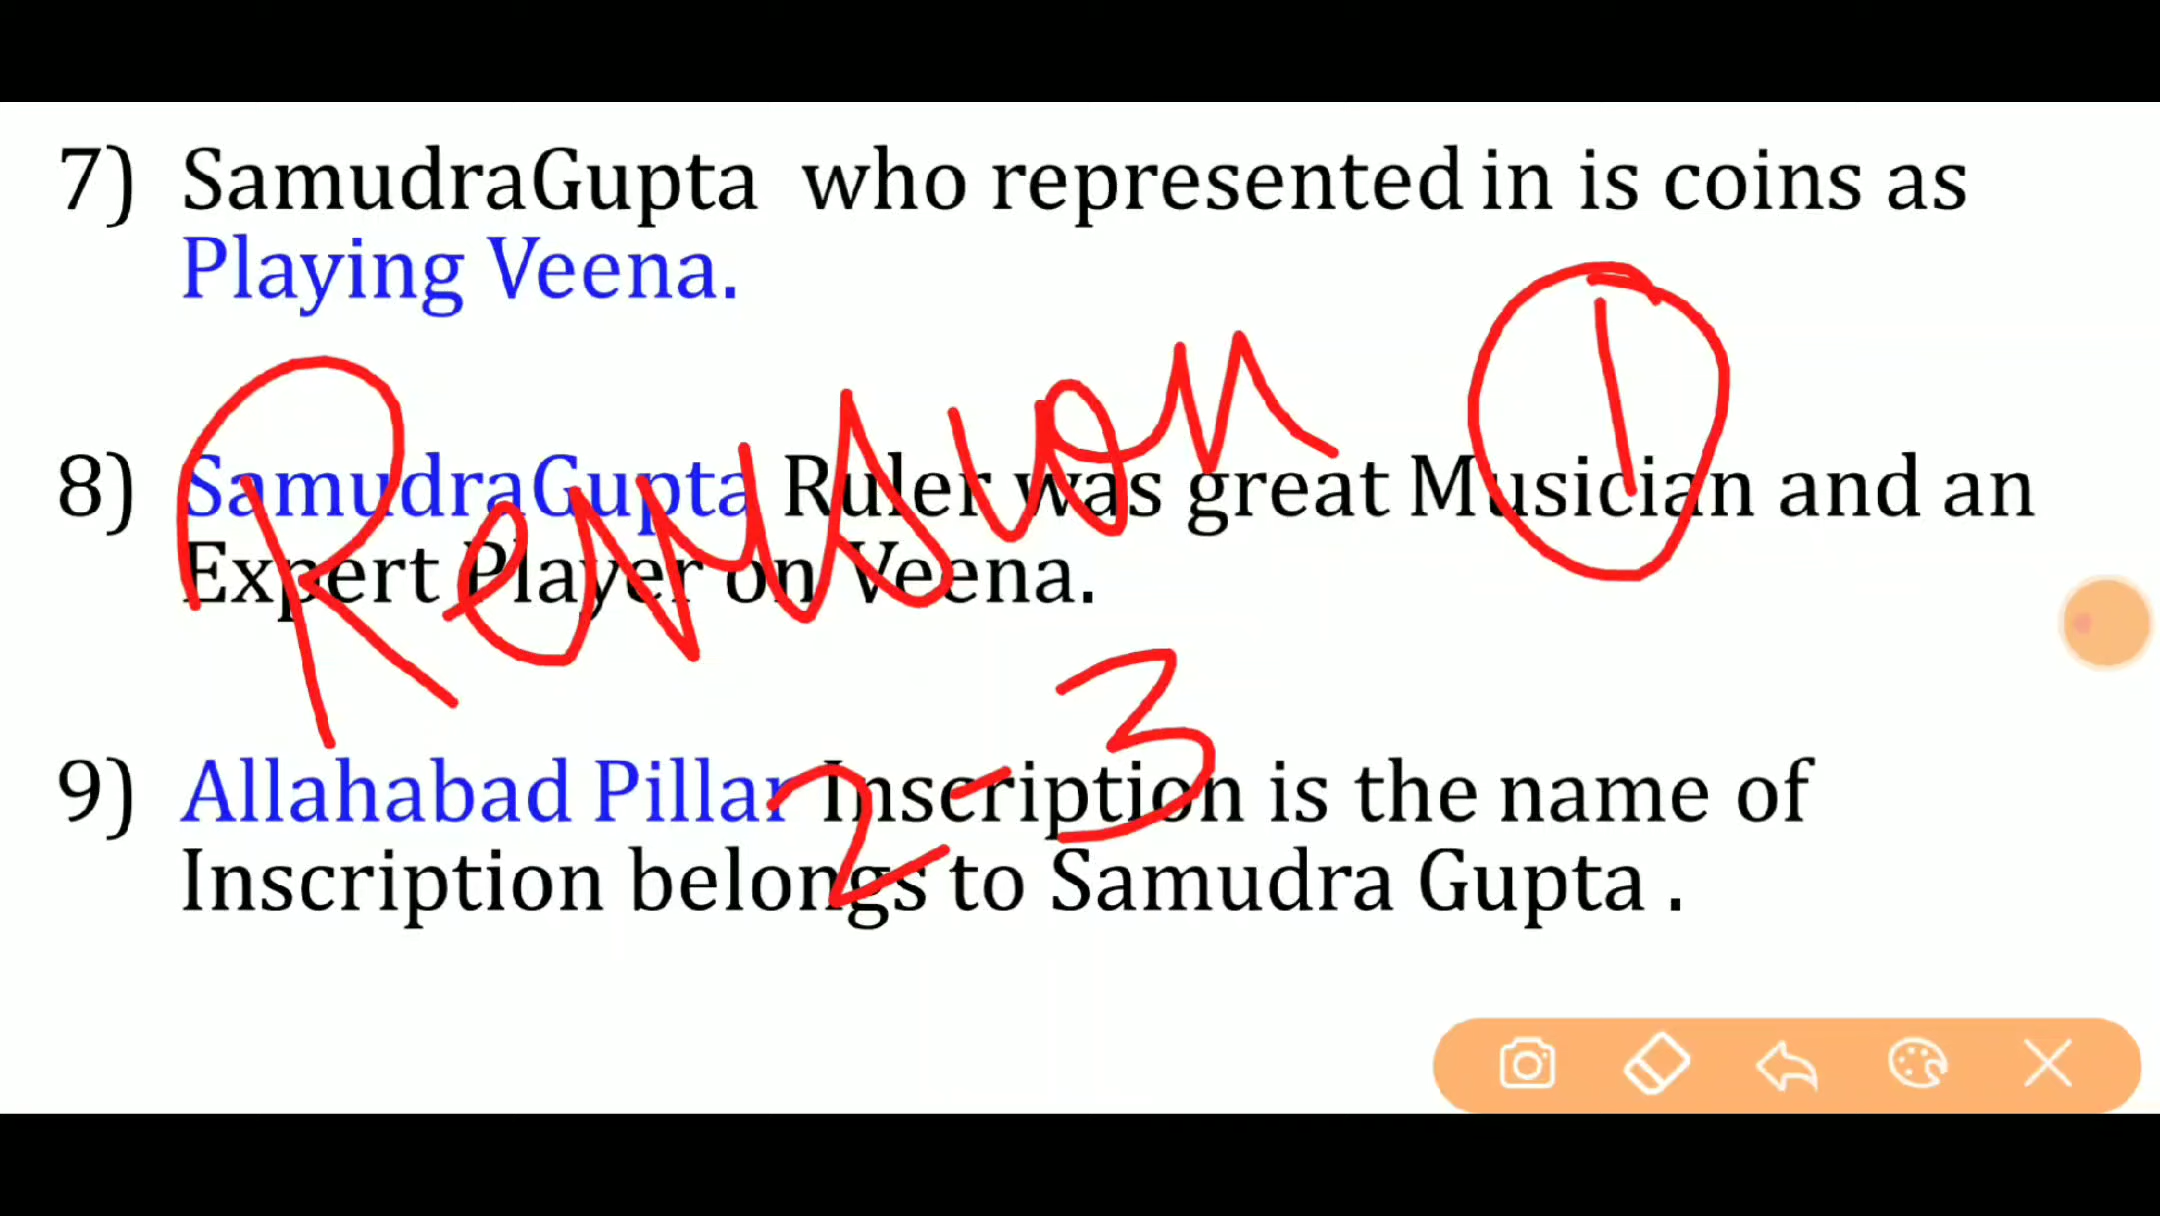 7) SamudraGupta who represented in is coins as
Playing Veena.
Revision 1
8) SamudraGupta Ruler was great Musician and an
Expert Player on Veena.
2-3
9) Allahabad Pillar Inscription is the name of
Inscription belongs to Samudra Gupta .